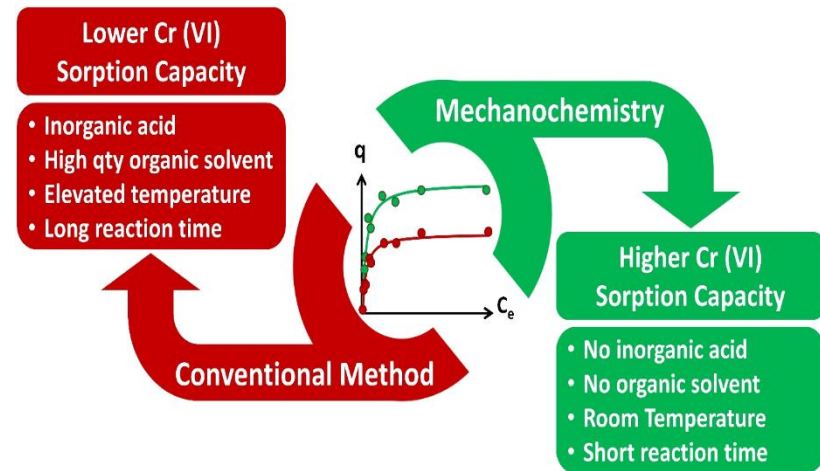 Lower Cr (VI)
Sorption Capacity
• Inorganic acid
• High qty organic solvent
• Elevated temperature
• Long reaction time
Mechanochemistry
q
Cₑ
Conventional Method
Higher Cr (VI)
Sorption Capacity
• No inorganic acid
• No organic solvent
• Room Temperature
• Short reaction time